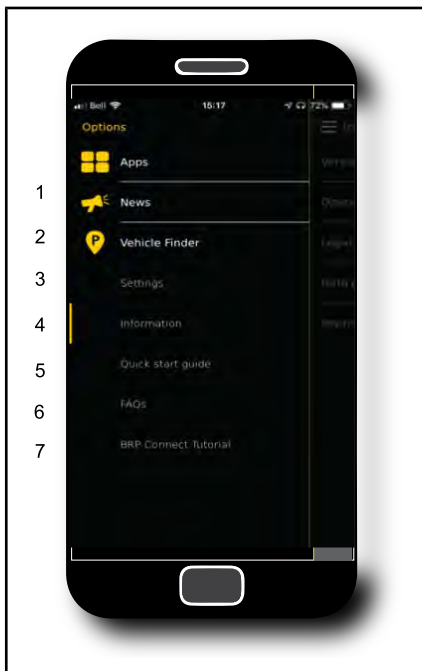 Bell 15:17 72%
Options
Apps
1
News
2
Vehicle Finder
3
Settings
4
Information
5
Quick start guide
6
FAQs
7
BRP Connect Tutorial